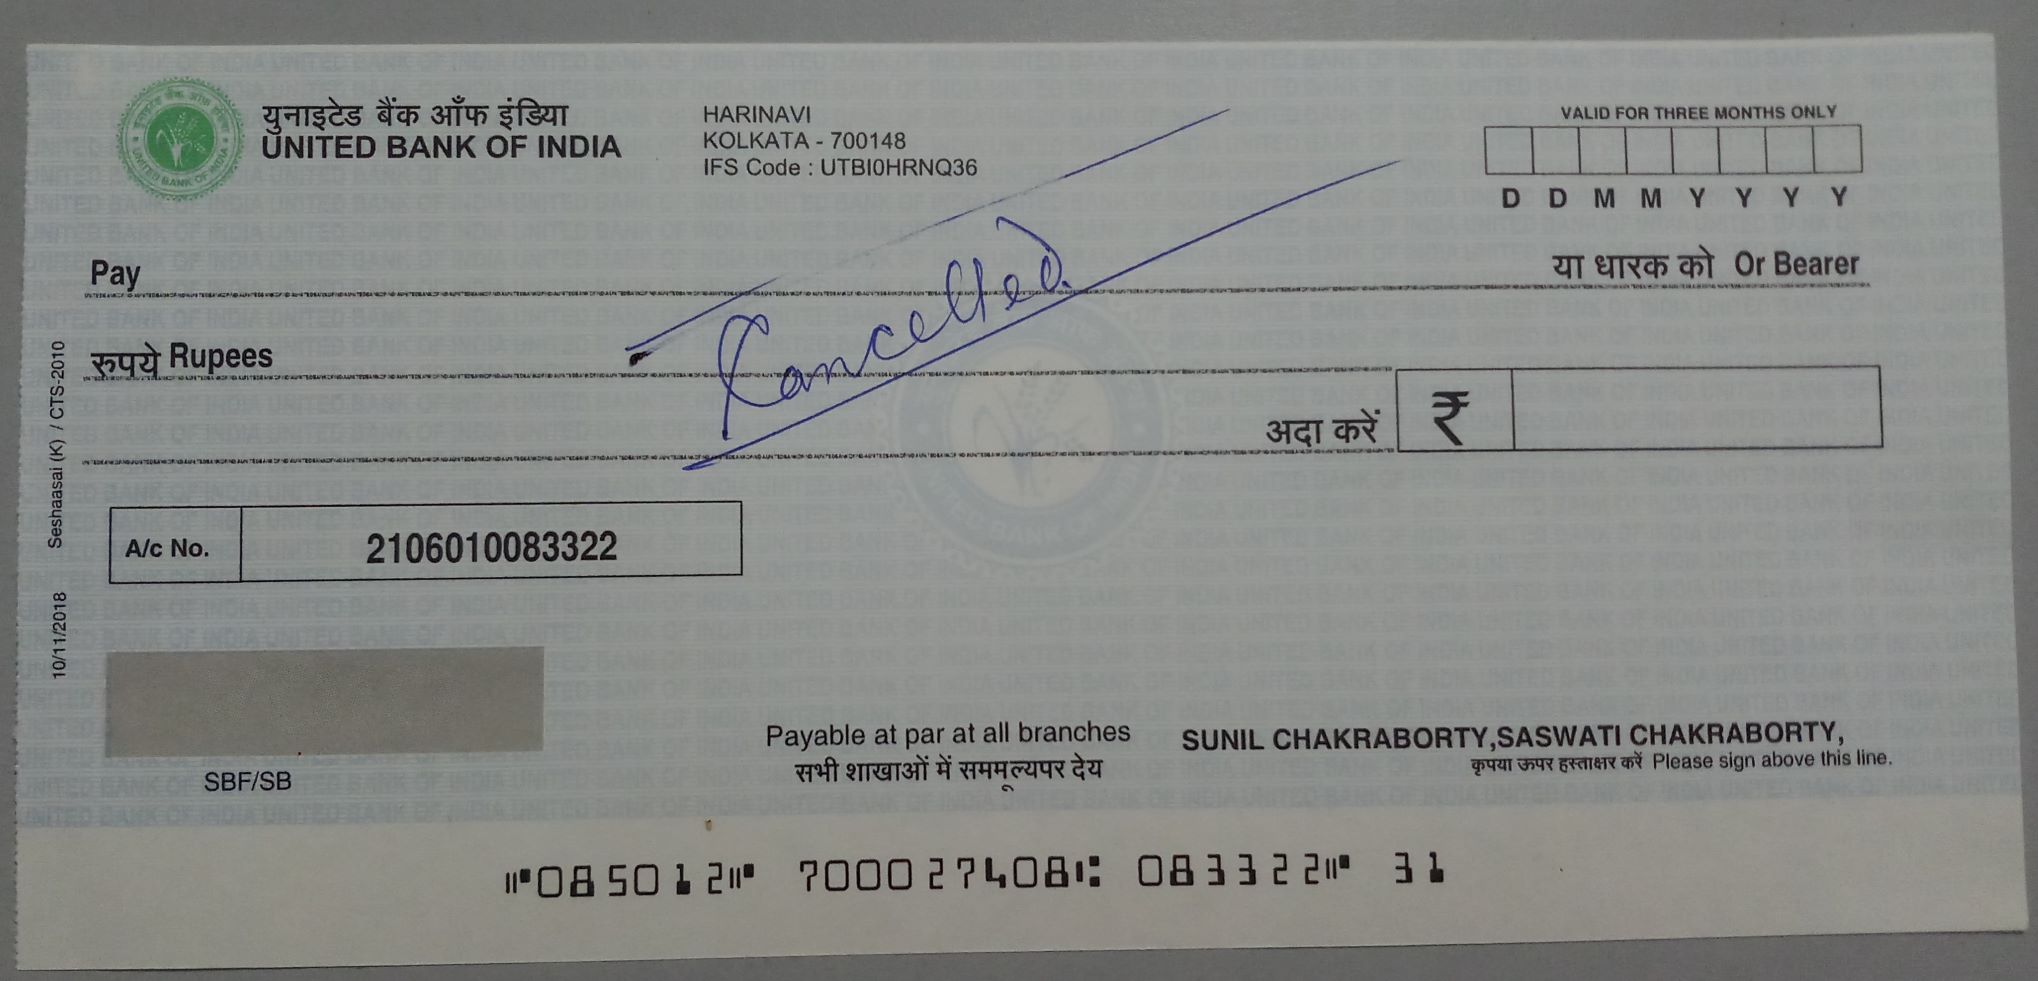 युनाइटेड बैंक ऑफ इंडिया
UNITED BANK OF INDIA
HARINAVI
KOLKATA - 700148
IFS Code : UTBI0HRNQ36
VALID FOR THREE MONTHS ONLY
D D M M Y Y Y Y
Pay
या धारक को Or Bearer
Cancelled.
रुपये Rupees
अदा करें ₹
A/c No. 2106010083322
Seshaasai (K) / CTS-2010
10/11/2018
SBF/SB
Payable at par at all branches
सभी शाखाओं में सममूल्यपर देय
SUNIL CHAKRABORTY,SASWATI CHAKRABORTY,
कृपया ऊपर हस्ताक्षर करें Please sign above this line.
⑈085012⑈ 700027408⑆ 083322⑈ 31